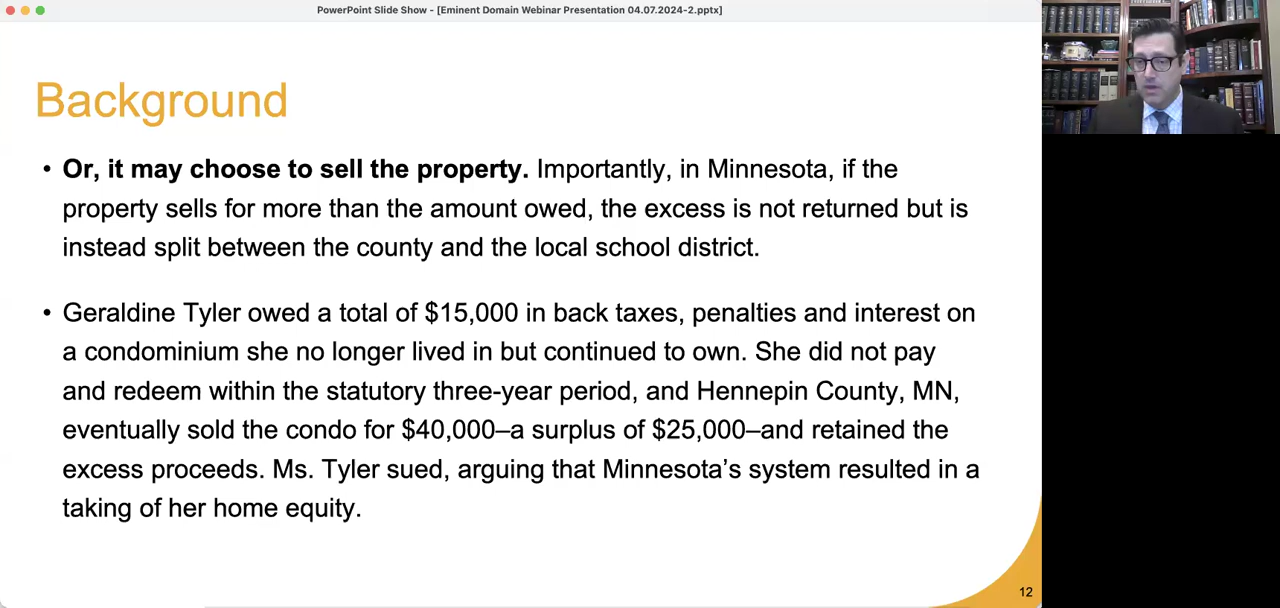 PowerPoint Slide Show - [Eminent Domain Webinar Presentation 04.07.2024-2.pptx]
Background
• Or, it may choose to sell the property. Importantly, in Minnesota, if the
property sells for more than the amount owed, the excess is not returned but is
instead split between the county and the local school district.
• Geraldine Tyler owed a total of $15,000 in back taxes, penalties and interest on
a condominium she no longer lived in but continued to own. She did not pay
and redeem within the statutory three-year period, and Hennepin County, MN,
eventually sold the condo for $40,000–a surplus of $25,000–and retained the
excess proceeds. Ms. Tyler sued, arguing that Minnesota’s system resulted in a
taking of her home equity.
12